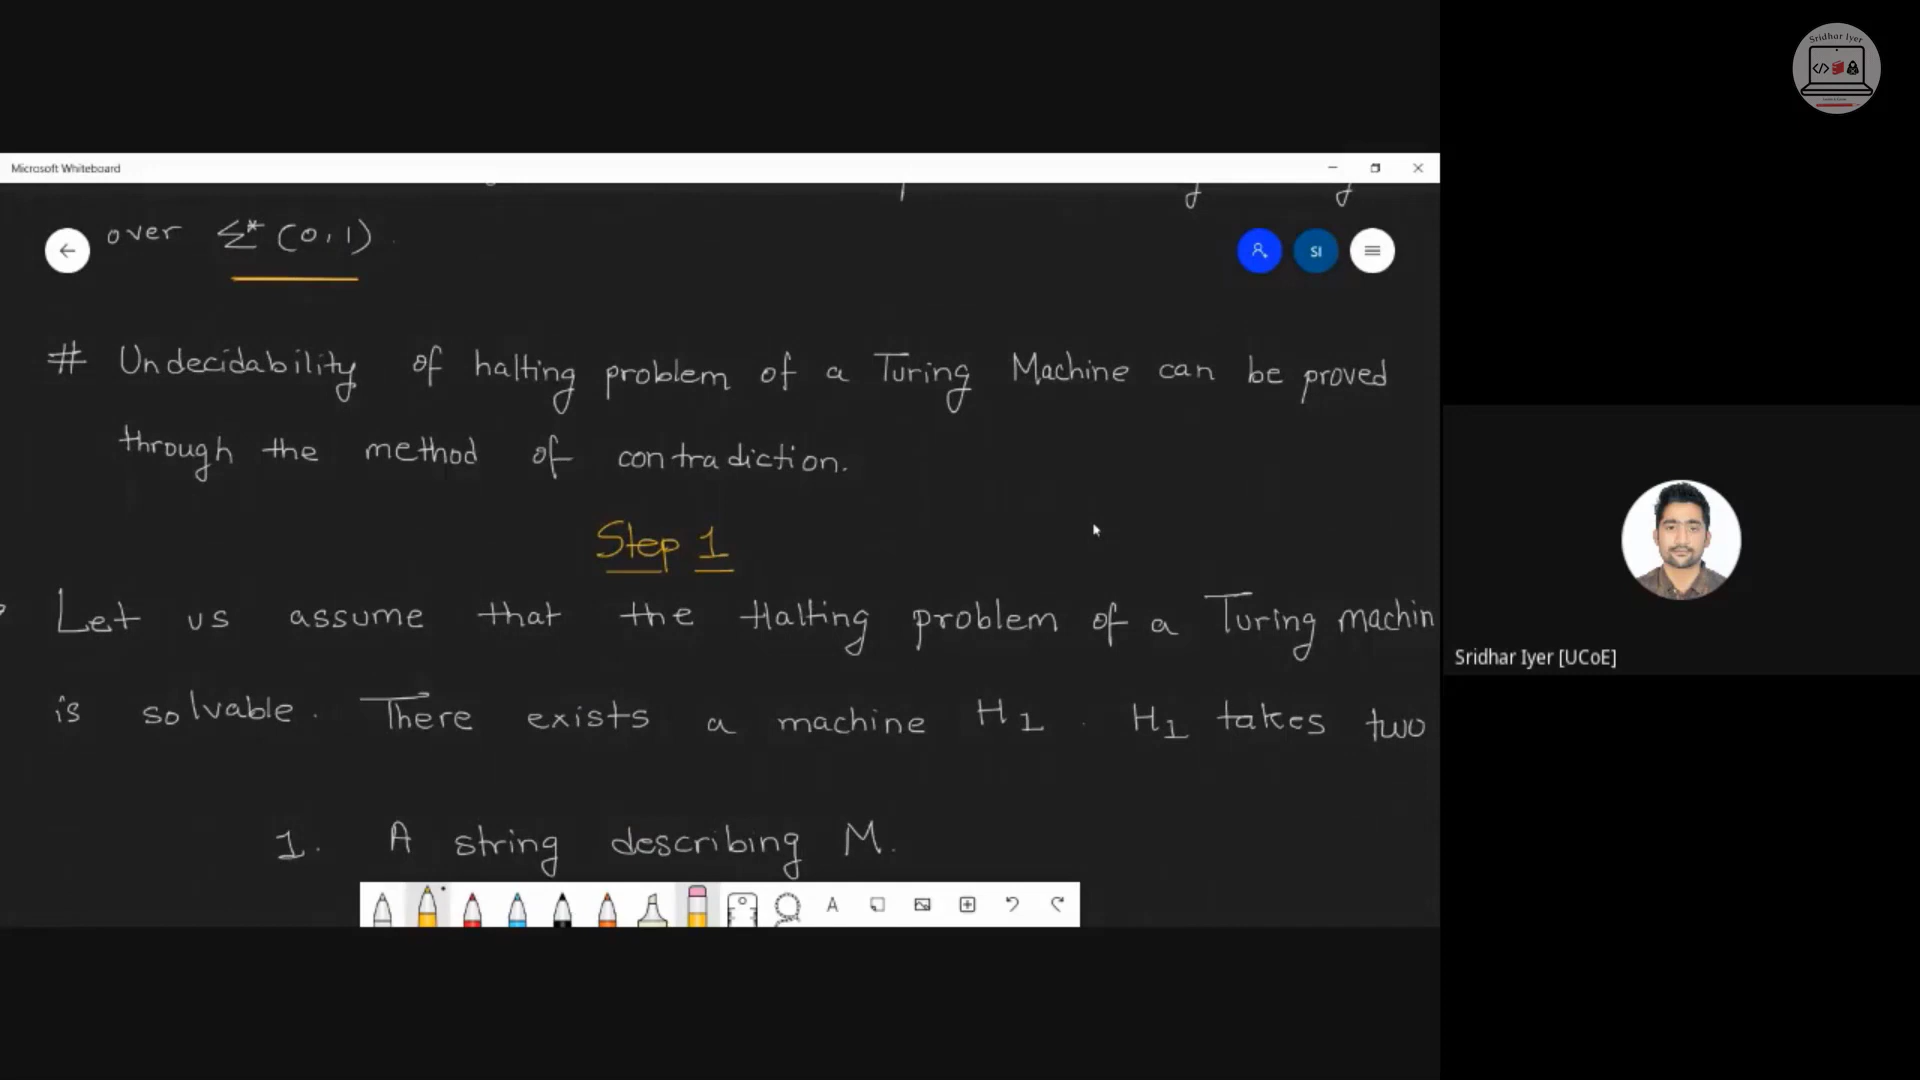 Sridhar Iyer
</>
Microsoft Whiteboard
over Σ* (0,1).
SI
# Undecidability of halting problem of a Turing Machine can be proved
through the method of contradiction.
Step 1
Let us assume that the Halting problem of a Turing machin
is solvable. There exists a machine H1. H1 takes two
Sridhar Iyer [UCoE]
1. A string describing M.
A